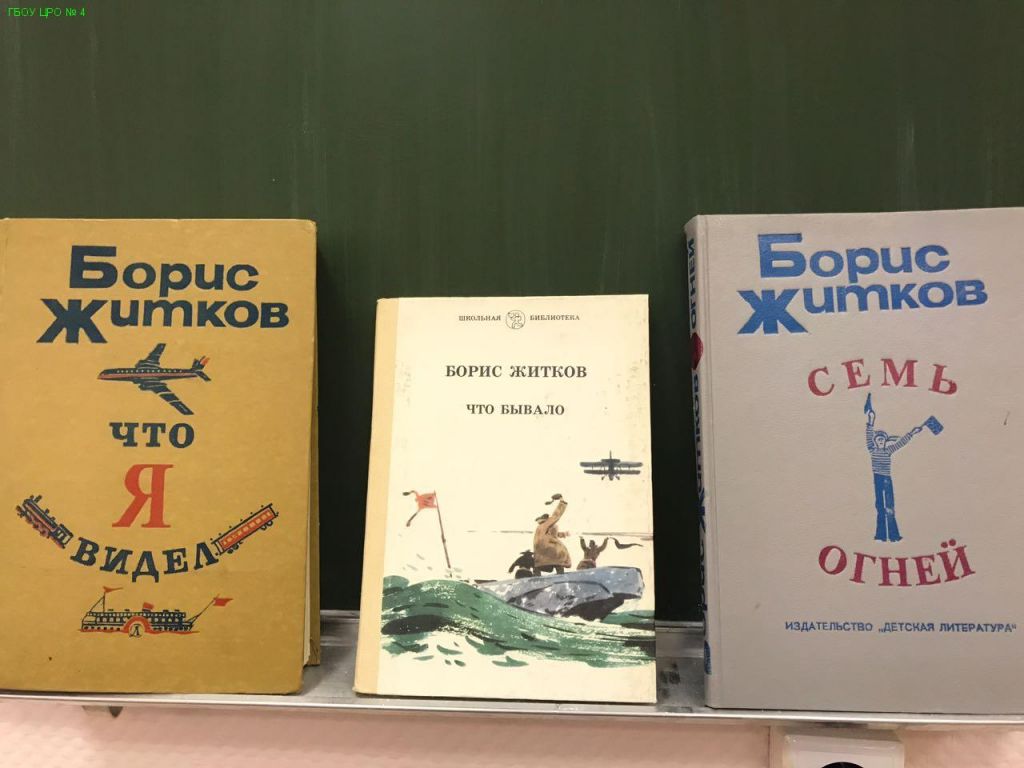 ГБОУ ЦРО № 4
Борис
Житков
ЧТО
Я
ВИДЕЛ
ШКОЛЬНАЯ БИБЛИОТЕКА
БОРИС ЖИТКОВ
ЧТО БЫВАЛО
Борис
Житков
СЕМЬ
ОГНЕЙ
ИЗДАТЕЛЬСТВО „ДЕТСКАЯ ЛИТЕРАТУРА"